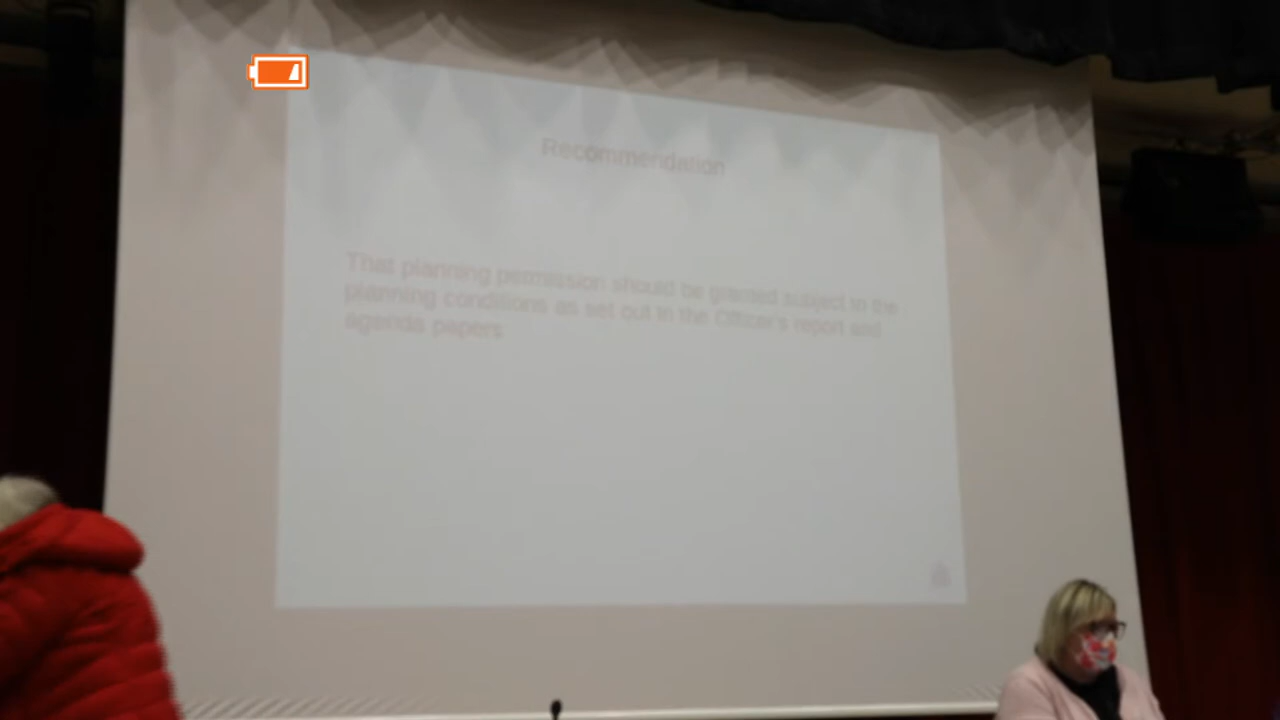 Recommendation
That planning permission should be granted subject to the
planning conditions as set out in the Officer's report and
agenda papers